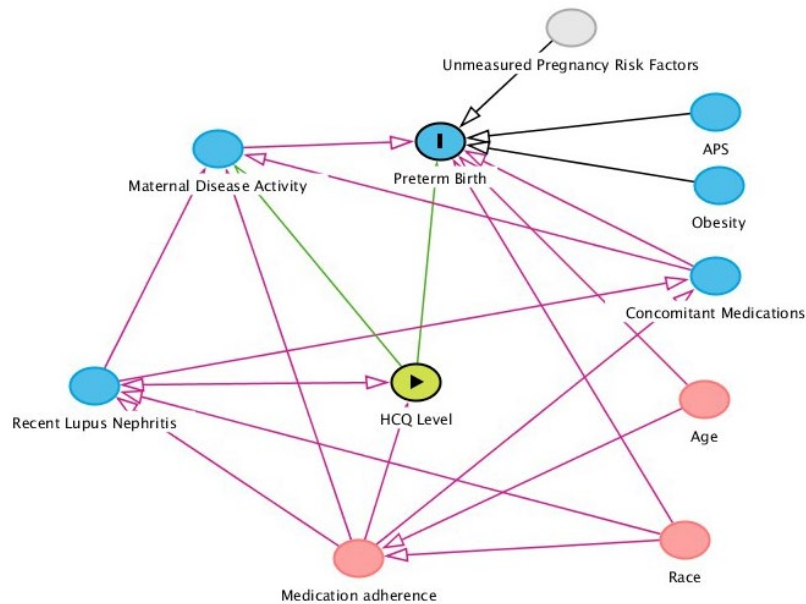 Unmeasured Pregnancy Risk Factors
APS
Maternal Disease Activity
Preterm Birth
Obesity
Concomitant Medications
Recent Lupus Nephritis
HCQ Level
Age
Race
Medication adherence